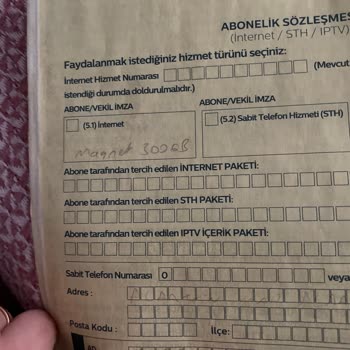 ABONELİK SÖZLEŞMES
(İnternet / STH / IPTV)
Faydalanmak istediğiniz hizmet türünü seçiniz:
İnternet Hizmet Numarası (Mevcut
istendiği durumda doldurulmalıdır.)
ABONE/VEKİL İMZA ABONE/VEKİL İMZA
(5.1) İnternet (5.2) Sabit Telefon Hizmeti (STH)
Magnet 300GB
Abone tarafından tercih edilen İNTERNET PAKETİ:
Abone tarafından tercih edilen STH PAKETİ:
Abone tarafından tercih edilen IPTV İÇERİK PAKETİ:
Sabit Telefon Numarası 0 veya
Adres :
Posta Kodu : İlçe: